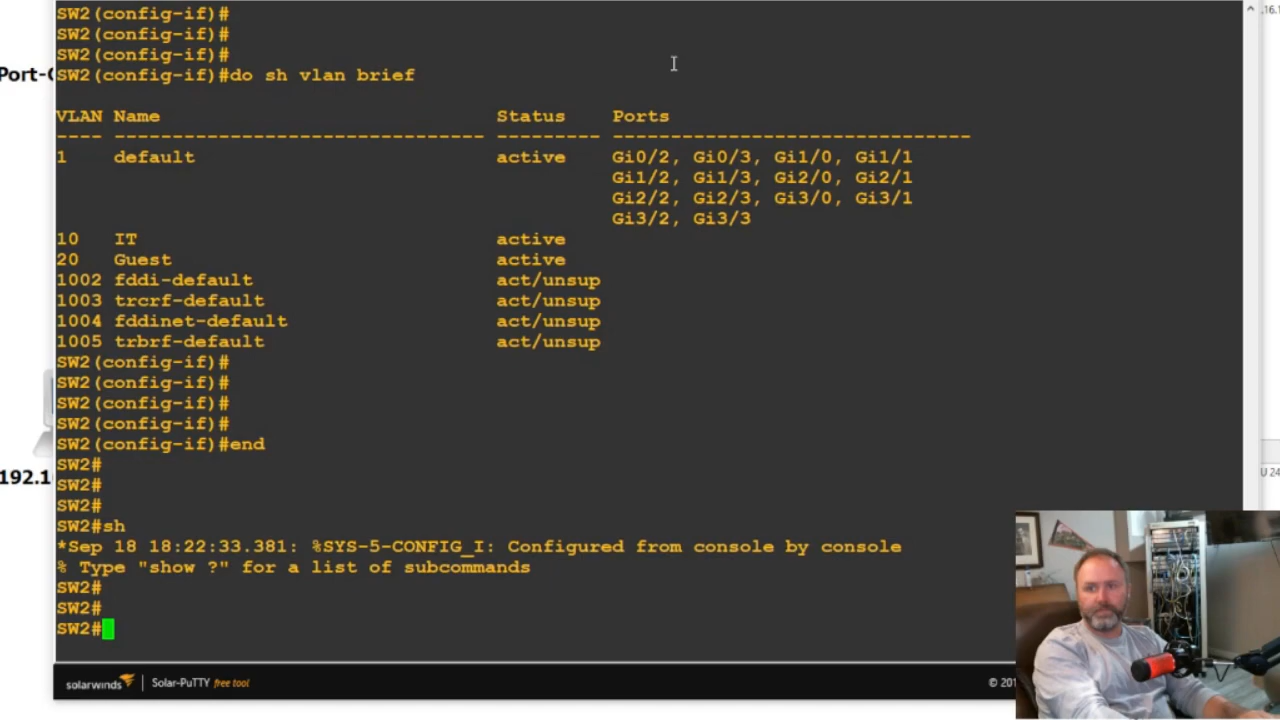 SW2(config-if)#
SW2(config-if)#
SW2(config-if)#
SW2(config-if)#do sh vlan brief
VLAN Name Status Ports
---- -------------------------------- --------- -------------------------------
1 default active Gi0/2, Gi0/3, Gi1/0, Gi1/1
Gi1/2, Gi1/3, Gi2/0, Gi2/1
Gi2/2, Gi2/3, Gi3/0, Gi3/1
Gi3/2, Gi3/3
10 IT active
20 Guest active
1002 fddi-default act/unsup
1003 trcrf-default act/unsup
1004 fddinet-default act/unsup
1005 trbrf-default act/unsup
SW2(config-if)#
SW2(config-if)#
SW2(config-if)#
SW2(config-if)#
SW2(config-if)#end
SW2#
SW2#
SW2#
SW2#sh
*Sep 18 18:22:33.381: %SYS-5-CONFIG_I: Configured from console by console
% Type "show ?" for a list of subcommands
SW2#
SW2#
SW2#
Port-
192.1
solarwinds Solar-PuTTY free tool
© 201